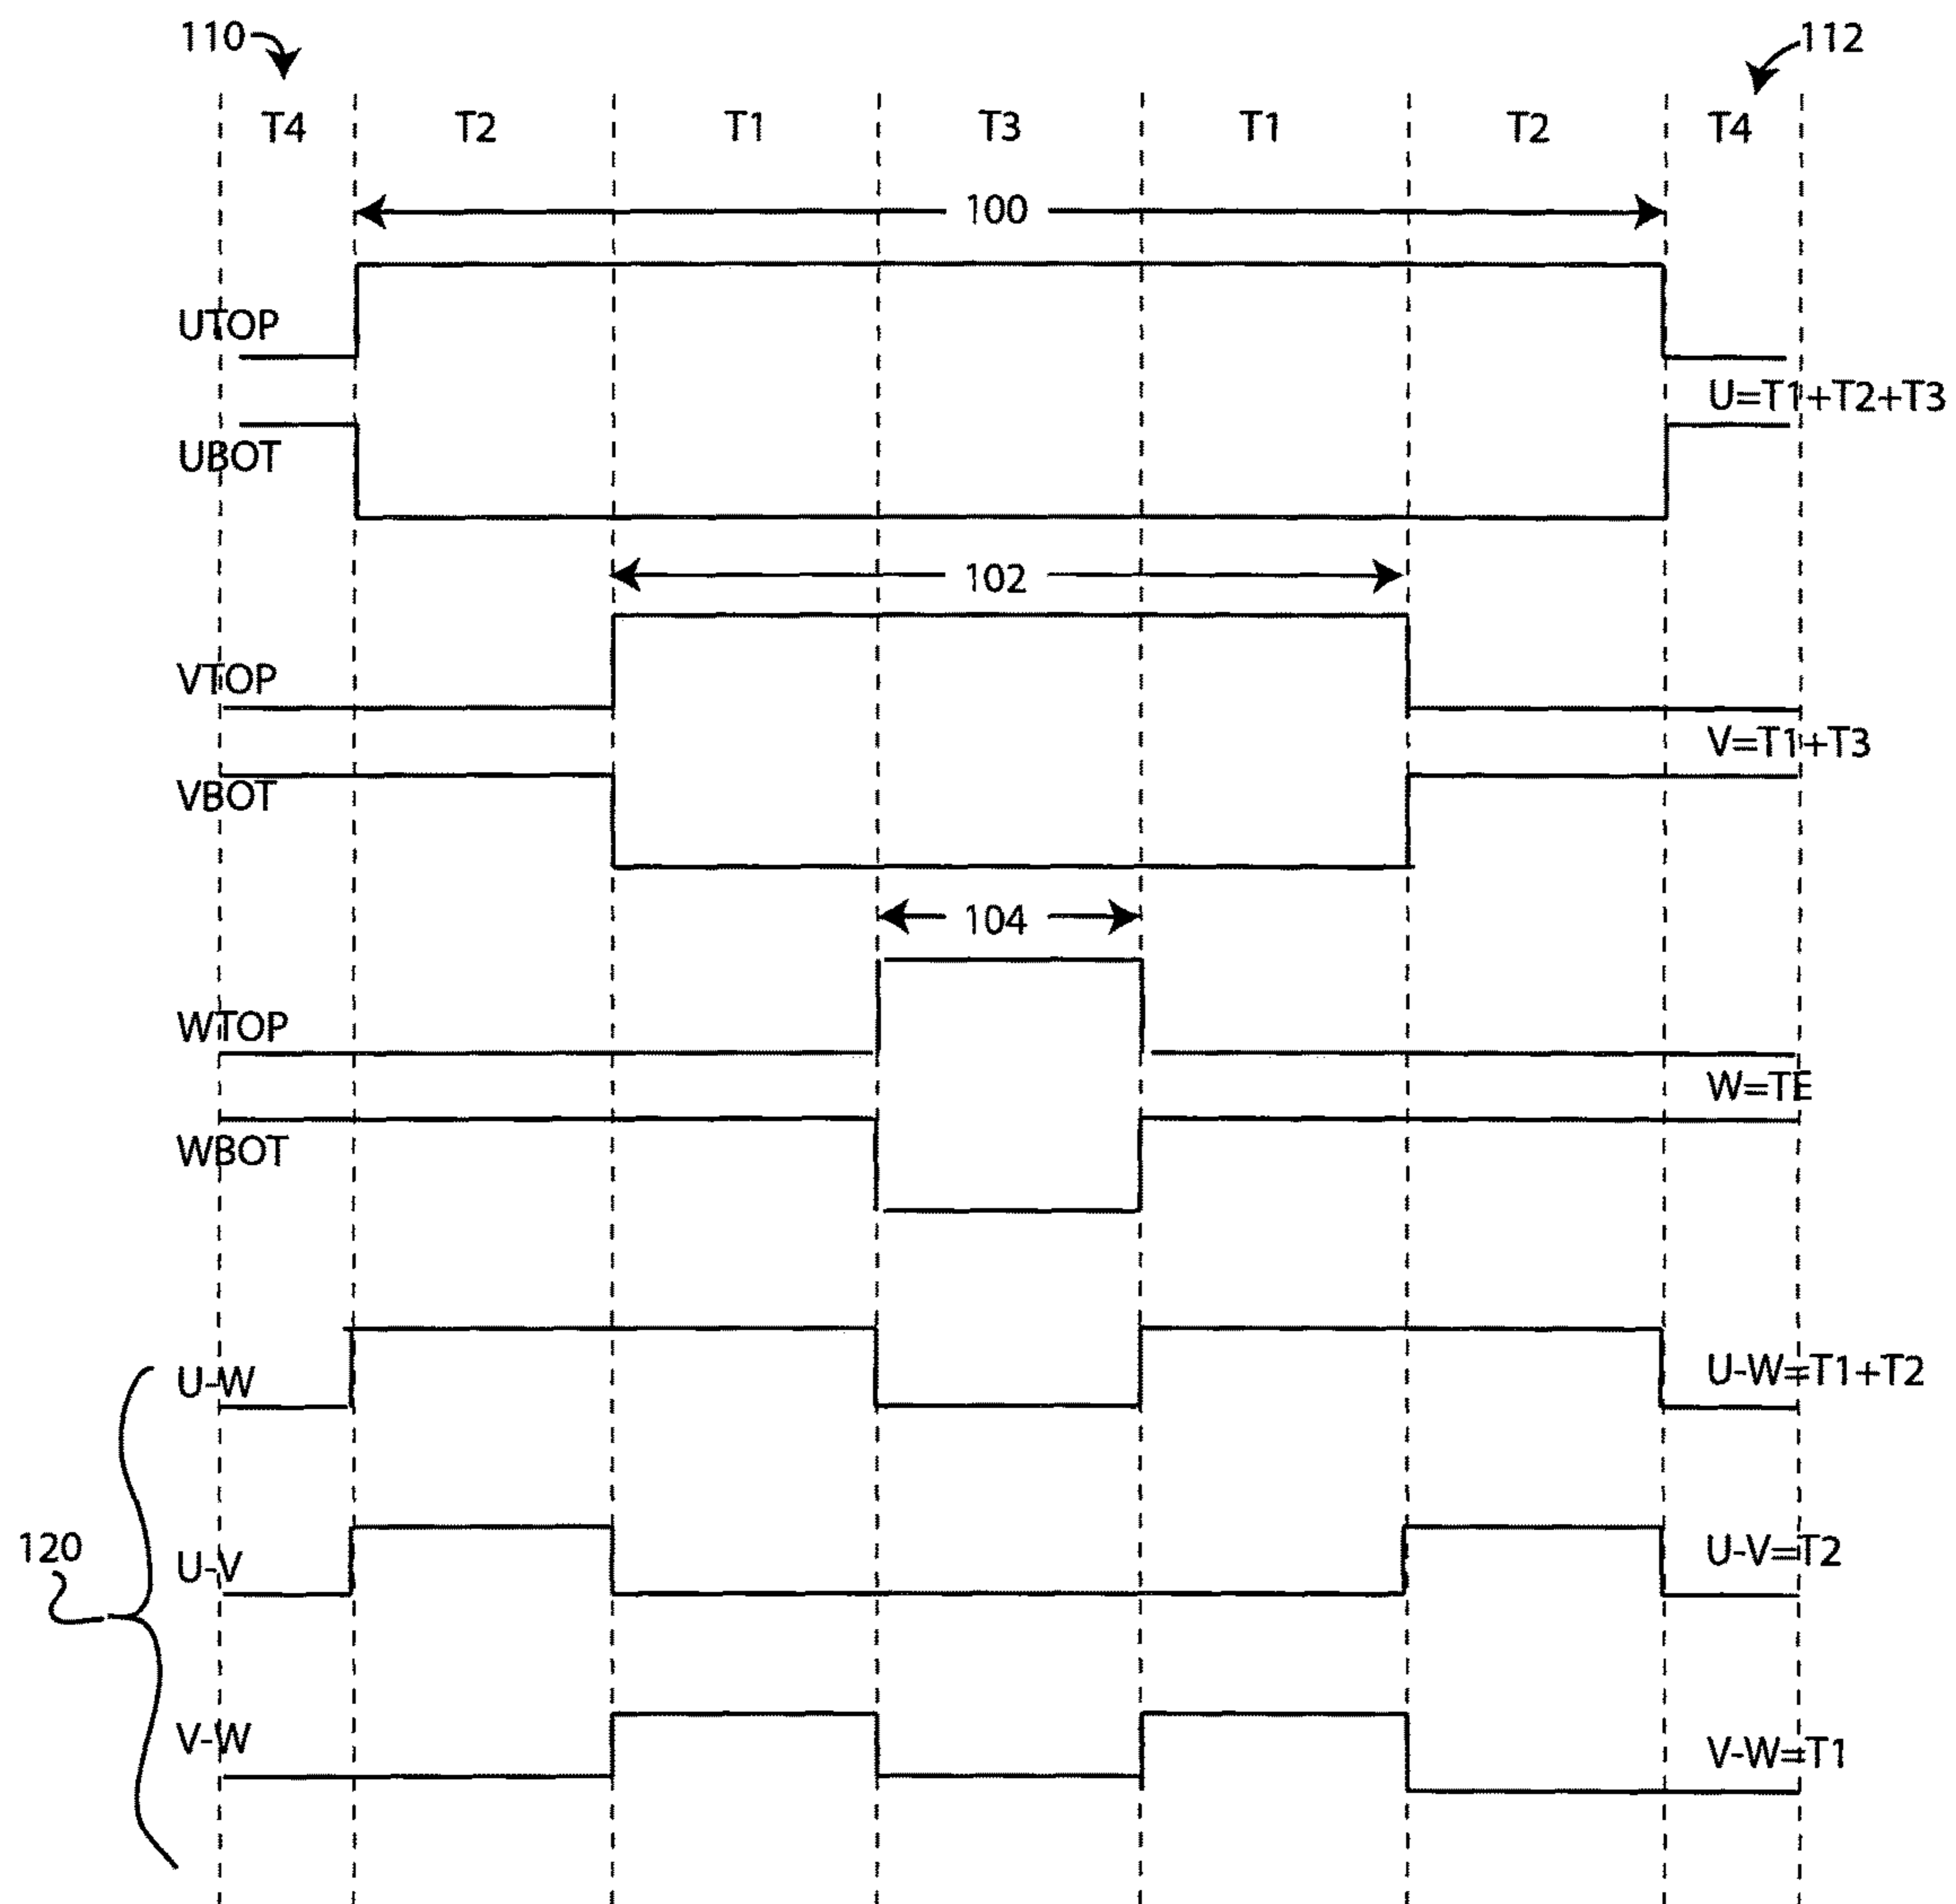 110 112
T4 T2 T1 T3 T1 T2 T4
100
UTOP
U=T1+T2+T3
UBOT
102
VTOP
V=T1+T3
VBOT
104
WTOP
W=TE
WBOT
U-W U-W=T1+T2
120
U-V U-V=T2
V-W V-W=T1